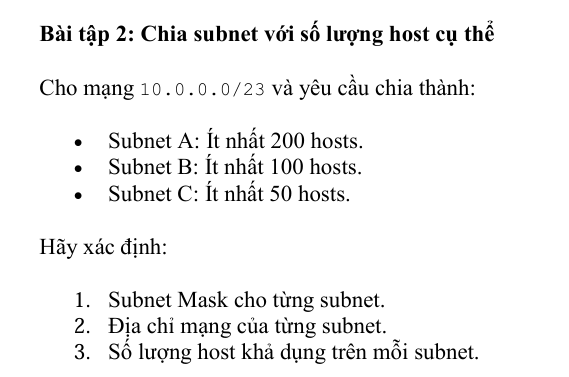 Bài tập 2: Chia subnet với số lượng host cụ thể
Cho mạng 10.0.0.0/23 và yêu cầu chia thành:
• Subnet A: Ít nhất 200 hosts.
• Subnet B: Ít nhất 100 hosts.
• Subnet C: Ít nhất 50 hosts.
Hãy xác định:
1. Subnet Mask cho từng subnet.
2. Địa chỉ mạng của từng subnet.
3. Số lượng host khả dụng trên mỗi subnet.